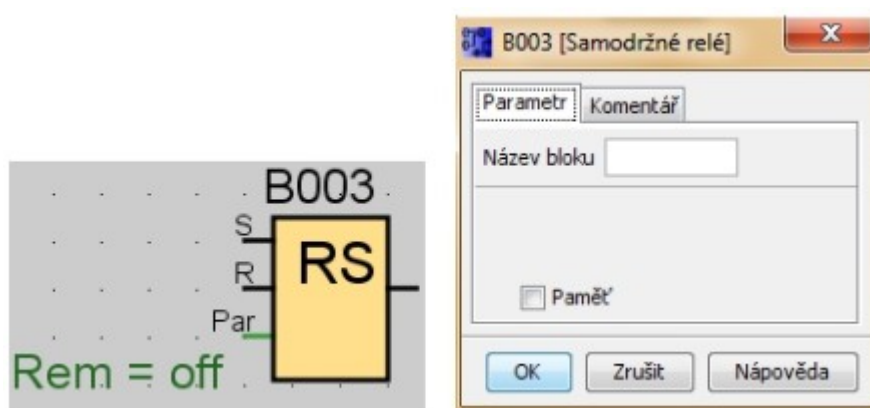 B003
S
R
RS
Par
Rem = off
B003 [Samodržné relé]
Parametr Komentář
Název bloku
Paměť
OK Zrušit Nápověda